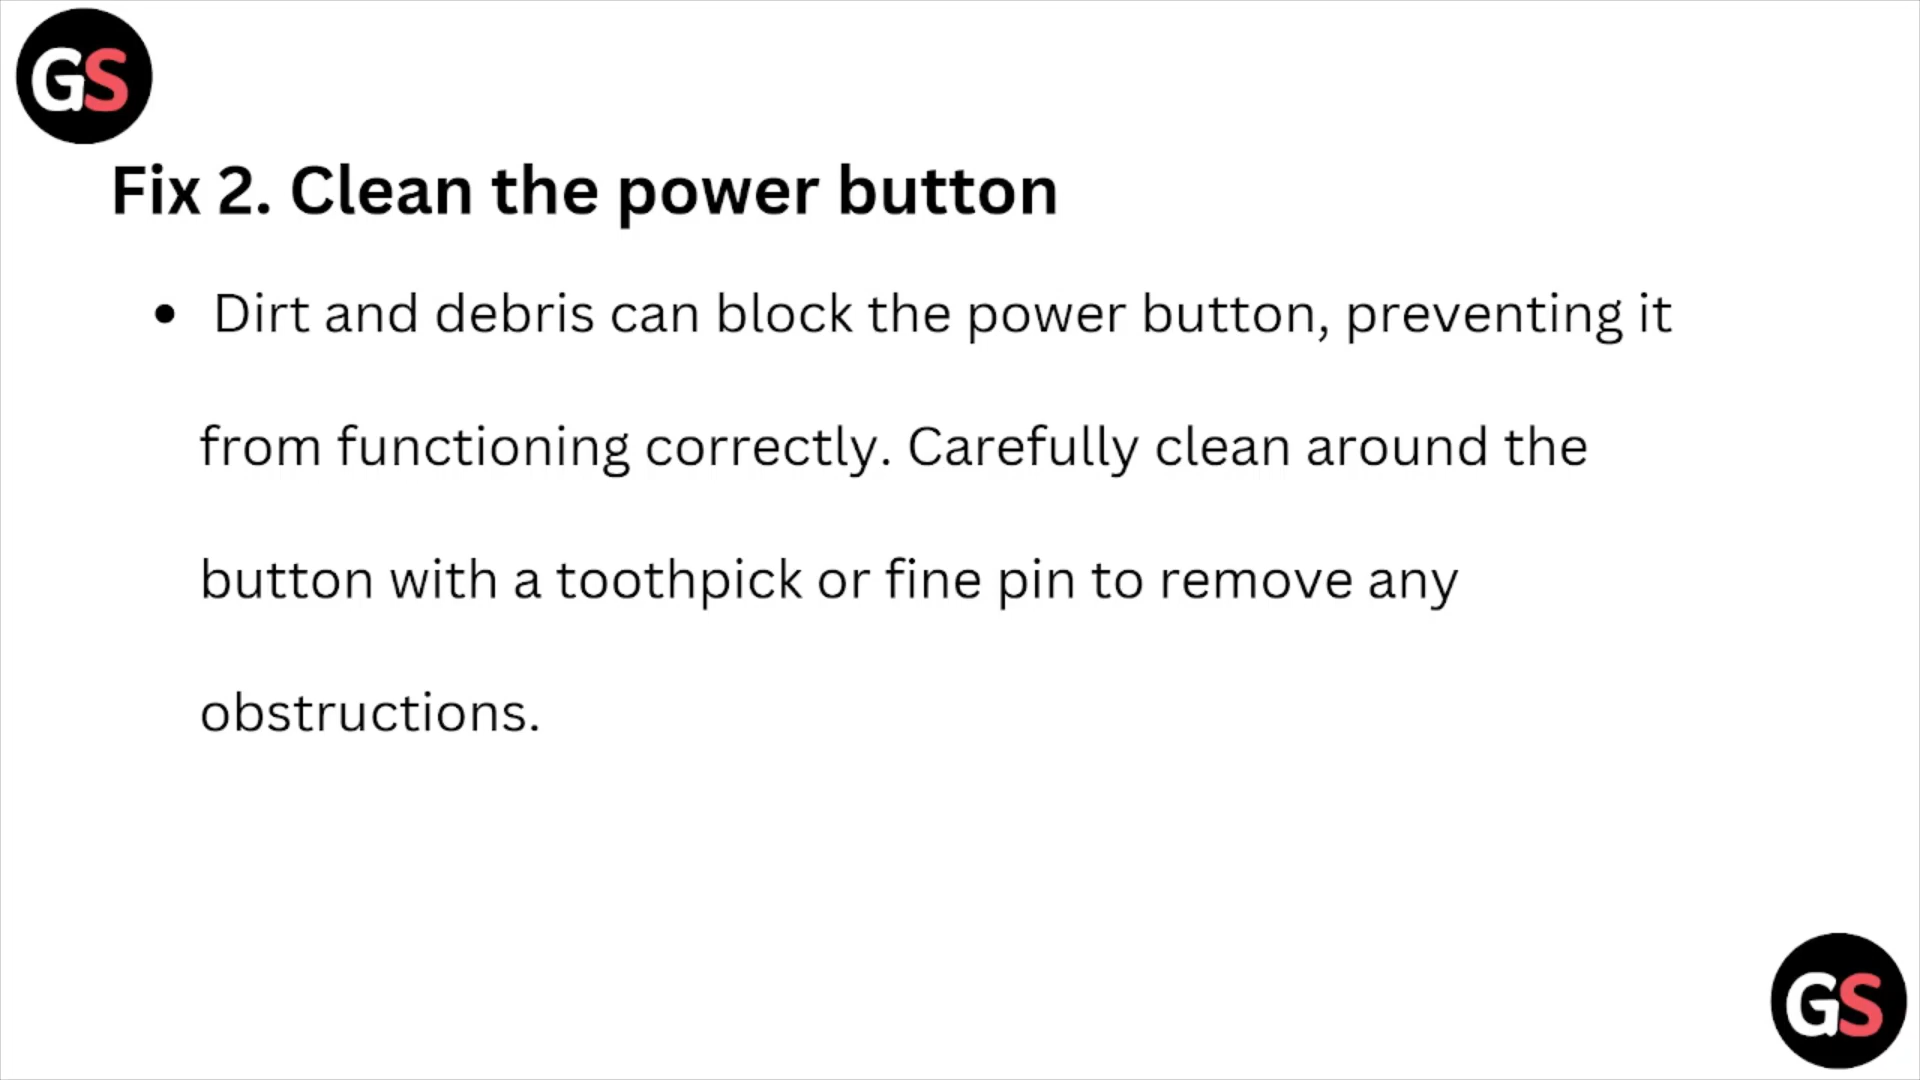 GS
Fix 2. Clean the power button
• Dirt and debris can block the power button, preventing it
from functioning correctly. Carefully clean around the
button with a toothpick or fine pin to remove any
obstructions.
GS